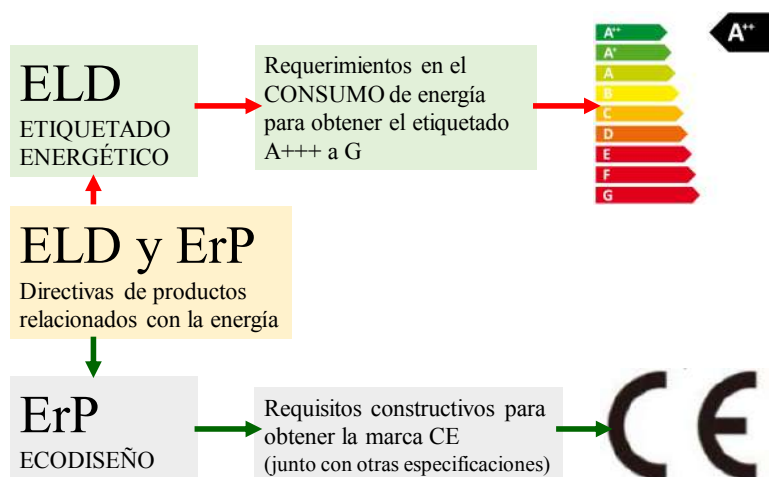 ELD
ETIQUETADO
ENERGÉTICO
Requerimientos en el
CONSUMO de energía
para obtener el etiquetado
A+++ a G
A++
A+
A
B
C
D
E
F
G
A++
ELD y ErP
Directivas de productos
relacionados con la energía
ErP
ECODISEÑO
Requisitos constructivos para
obtener la marca CE
(junto con otras especificaciones)
CE